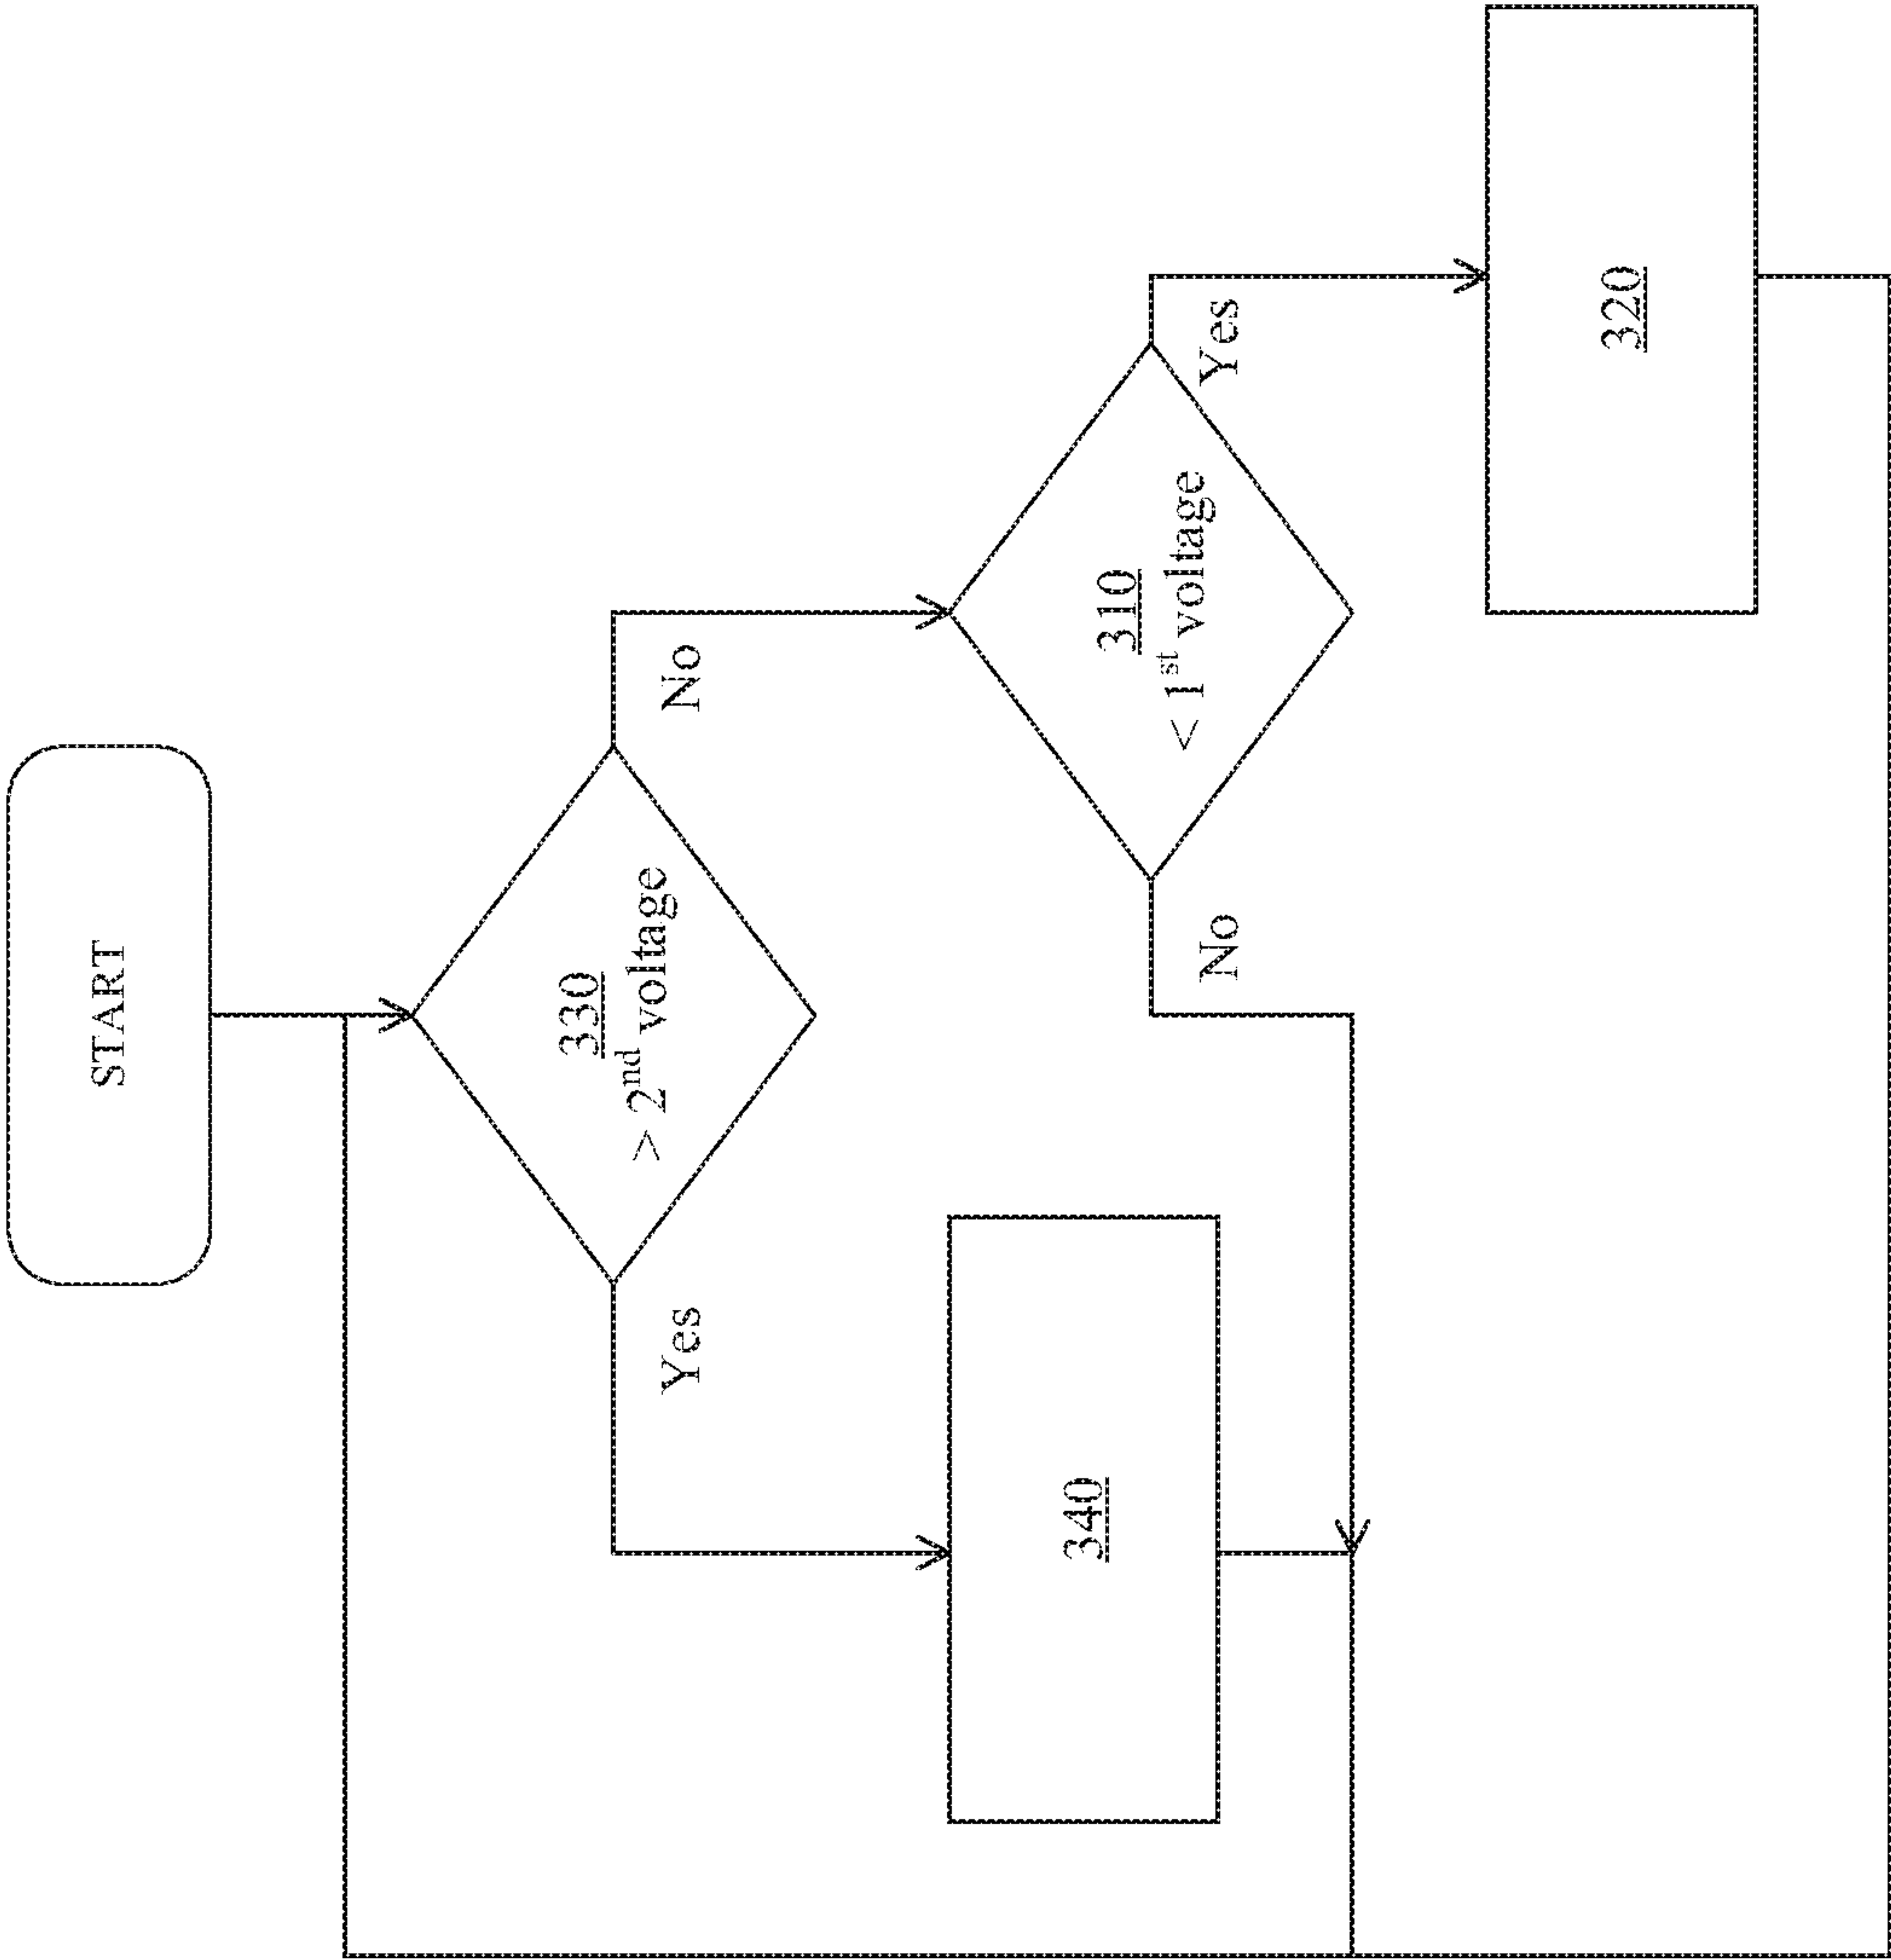 START
330
> 2nd voltage
Yes
No
340
310
< 1st voltage
No
Yes
320